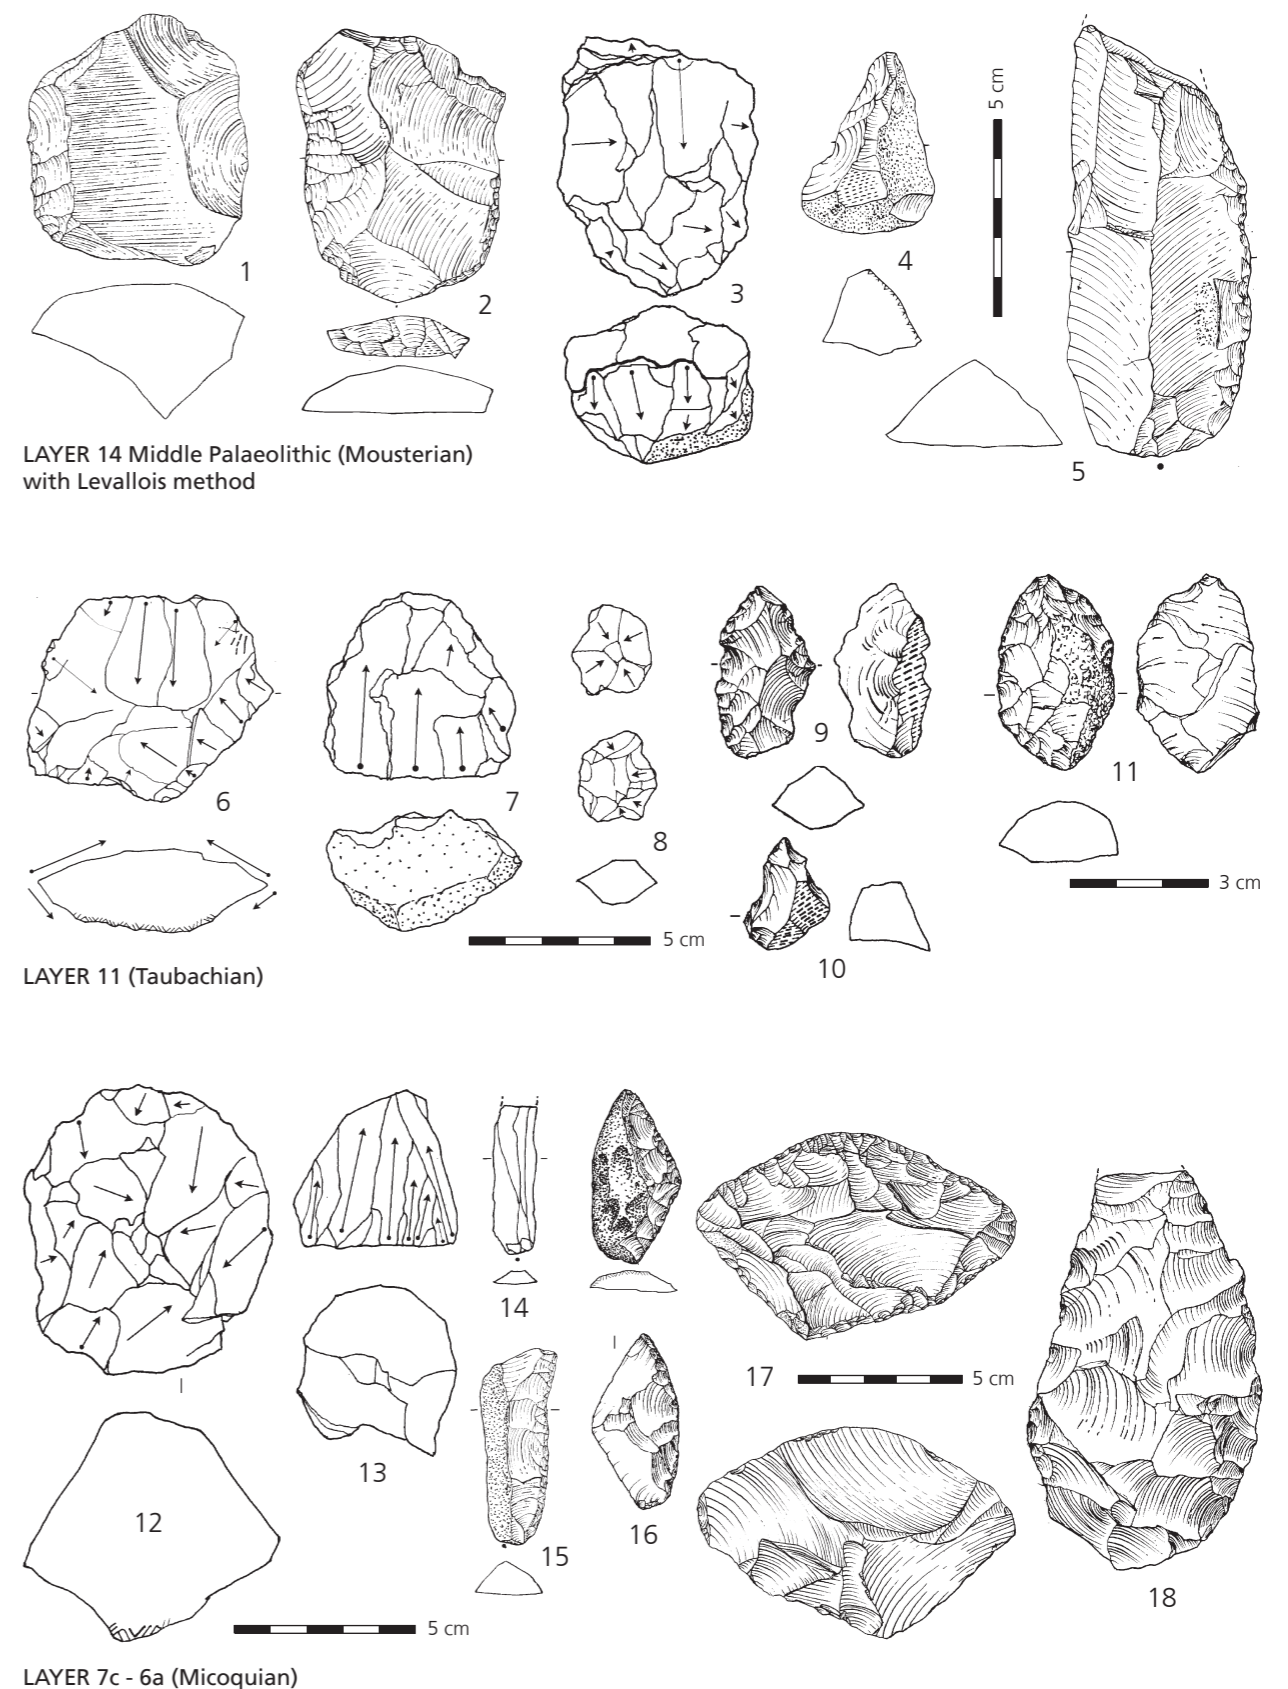 1
2
3
4
5 cm
5
LAYER 14 Middle Palaeolithic (Mousterian)
with Levallois method
6
7
8
9
10
11
3 cm
5 cm
LAYER 11 (Taubachian)
12
13
14
15
16
17
5 cm
18
5 cm
LAYER 7c - 6a (Micoquian)